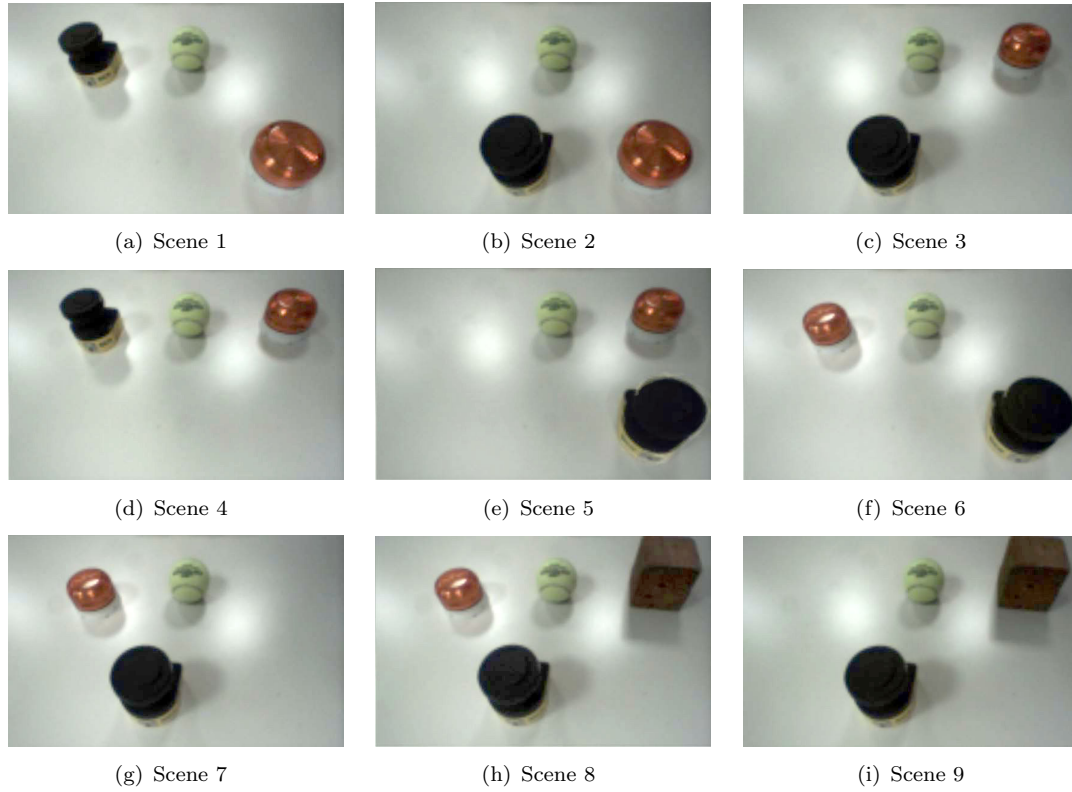 (a) Scene 1
(b) Scene 2
(c) Scene 3
(d) Scene 4
(e) Scene 5
(f) Scene 6
(g) Scene 7
(h) Scene 8
(i) Scene 9